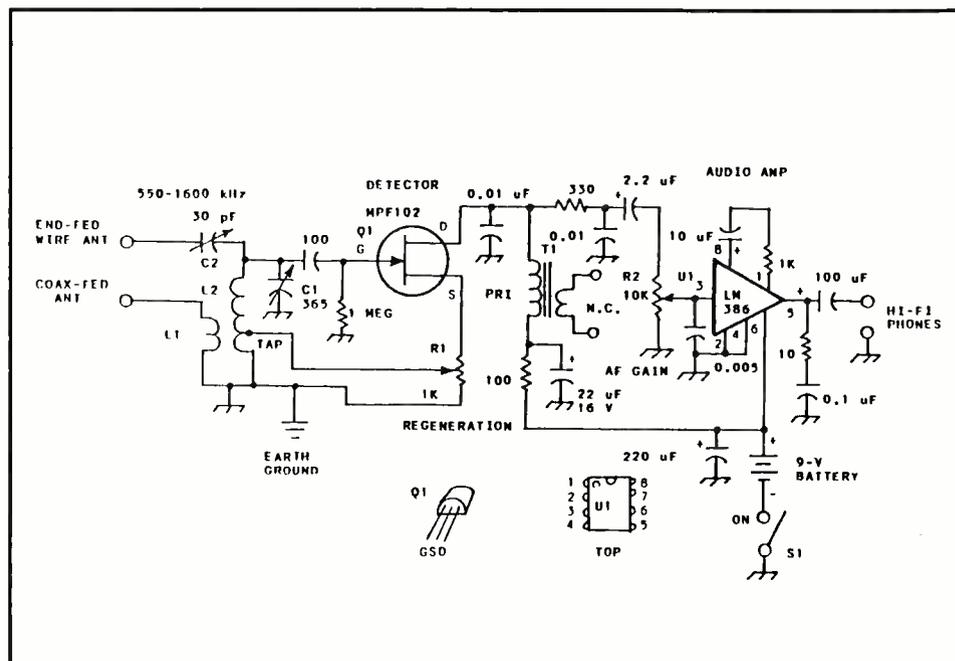 550-1600 kHz
30 pF
C2
END-FED
WIRE ANT
COAX-FED
ANT
L1
L2
TAP
C1
365
100
1 MEG
DETECTOR
MPF102
Q1
G
D
S
R1
1K
REGENERATION
EARTH
GROUND
0.01 uF
330
0.01
2.2 uF
T1
PRI
N.C.
100
22 uF
16 V
+
R2
10K
AF GAIN
AUDIO AMP
10 uF
8
+
1
1K
U1
3
LM
386
2
4
6
5
0.005
+
100 uF
10
0.1 uF
HI-FI
PHONES
220 uF
+
+
9-V
BATTERY
-
ON
S1
Q1
GSD
1
2
3
4
U1
8
7
6
5
TOP